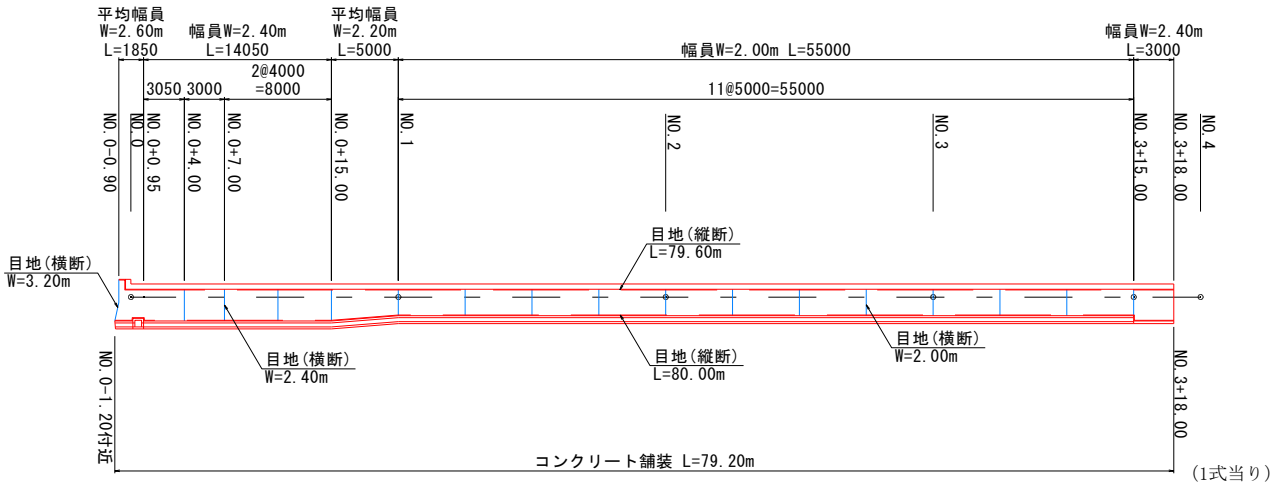 平均幅員
W=2.60m
L=1850
幅員W=2.40m
L=14050
平均幅員
W=2.20m
L=5000
幅員W=2.00m L=55000
幅員W=2.40m
L=3000
3050
3000
2@4000
=8000
11@5000=55000
NO.0-0.90
NO.0
NO.0+0.95
NO.0+4.00
NO.0+7.00
NO.0+15.00
NO.1
NO.2
NO.3
NO.3+15.00
NO.3+18.00
NO.4
目地(横断)
W=3.20m
目地(縦断)
L=79.60m
目地(横断)
W=2.40m
目地(縦断)
L=80.00m
目地(横断)
W=2.00m
NO.0-1.20付近
NO.3+18.00
コンクリート舗装 L=79.20m
(1式当り)